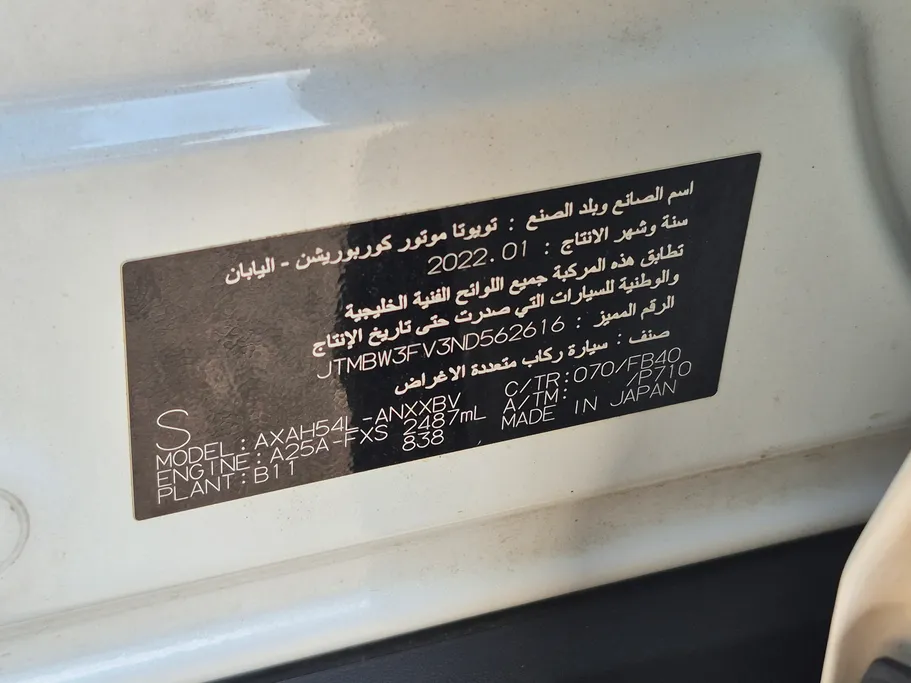 اسم الصانع وبلد الصنع : تويوتا موتور كوربوريشن - اليابان
سنة وشهر الانتاج : 2022.01
تطابق هذه المركبة جميع اللوائح الفنية الخليجية
والوطنية للسيارات التي صدرت حتى تاريخ الإنتاج
الرقم المميز : JTMBW3FV3ND562616
صنف : سيارة ركاب متعددة الاغراض
S
MODEL:AXAH54L-ANXXBV C/TR:070/FB40
ENGINE:A25A-FXS 2487mL A/TM: /P710
PLANT:B11 838 MADE IN JAPAN